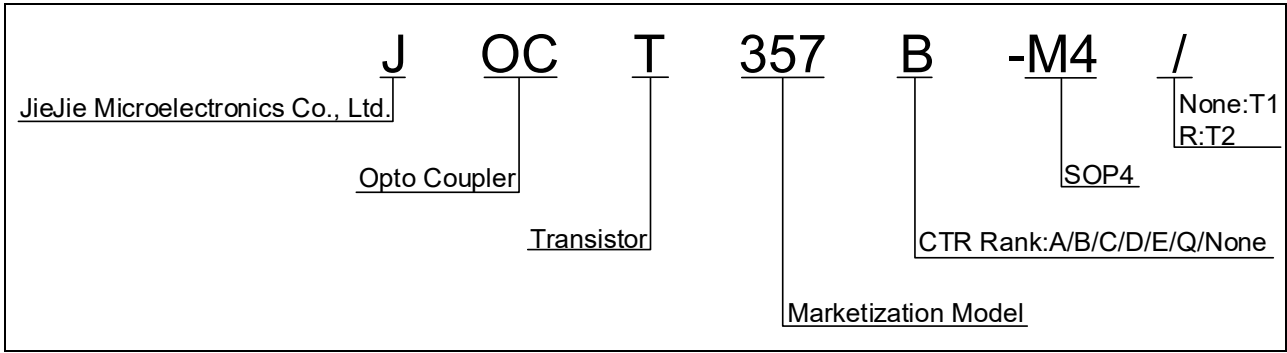 J OC T 357 B -M4 /
JieJie Microelectronics Co., Ltd.
None:T1
R:T2
Opto Coupler
SOP4
Transistor
CTR Rank:A/B/C/D/E/Q/None
Marketization Model